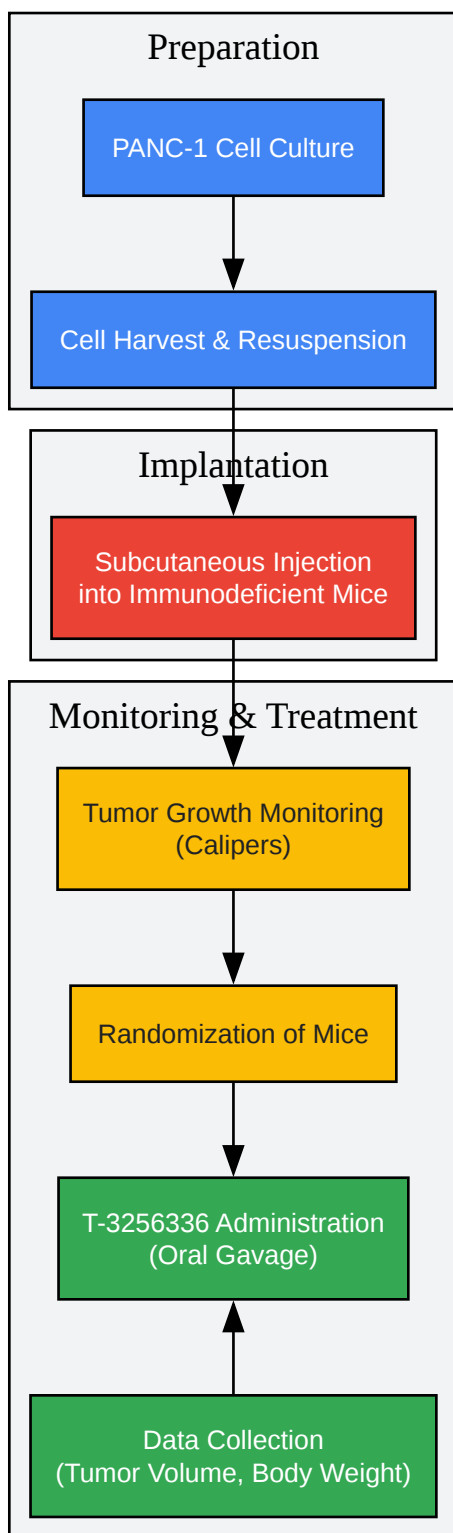 Preparation
PANC-1 Cell Culture
Cell Harvest & Resuspension
Implantation
Subcutaneous Injection
into Immunodeficient Mice
Monitoring & Treatment
Tumor Growth Monitoring
(Calipers)
Randomization of Mice
T-3256336 Administration
(Oral Gavage)
Data Collection
(Tumor Volume, Body Weight)